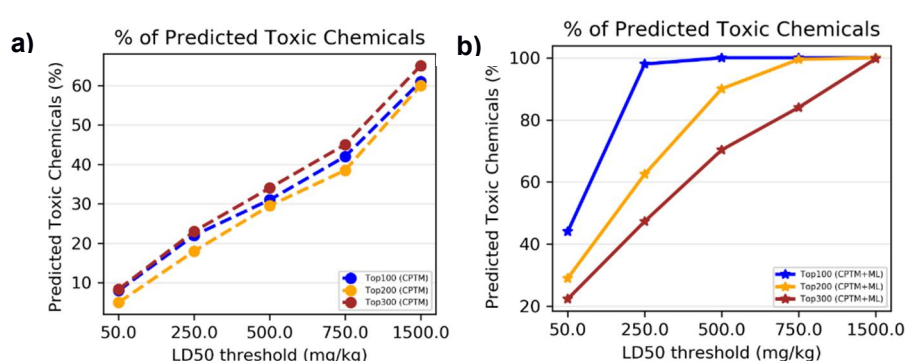 a)
% of Predicted Toxic Chemicals
Predicted Toxic Chemicals (%)
60
50
40
30
20
10
50.0 250.0 500.0 750.0 1500.0
LD50 threshold (mg/kg)
Top100 (CPTM)
Top200 (CPTM)
Top300 (CPTM)
b)
% of Predicted Toxic Chemicals
Predicted Toxic Chemicals (%
100
80
60
40
20
50.0 250.0 500.0 750.0 1500.0
LD50 threshold (mg/kg)
Top100 (CPTM+ML)
Top200 (CPTM+ML)
Top300 (CPTM+ML)